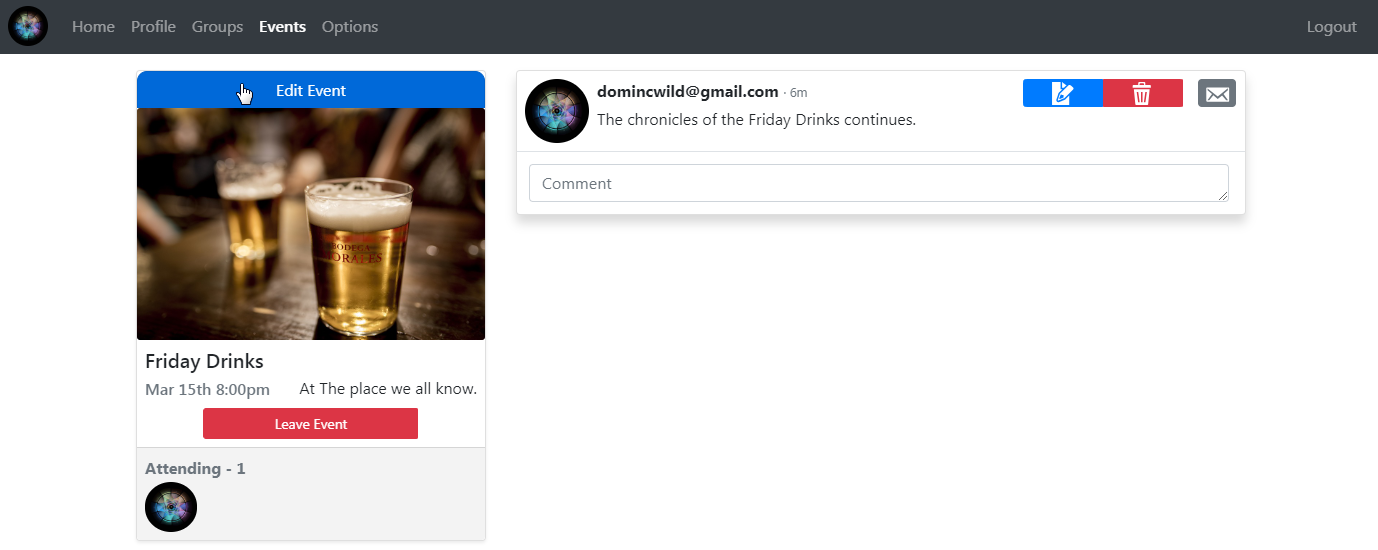 Home Profile Groups Events Options Logout
Edit Event
BODEGA
MORALES
Friday Drinks
Mar 15th 8:00pm At The place we all know.
Leave Event
Attending - 1
domincwild@gmail.com · 6m
The chronicles of the Friday Drinks continues.
Comment